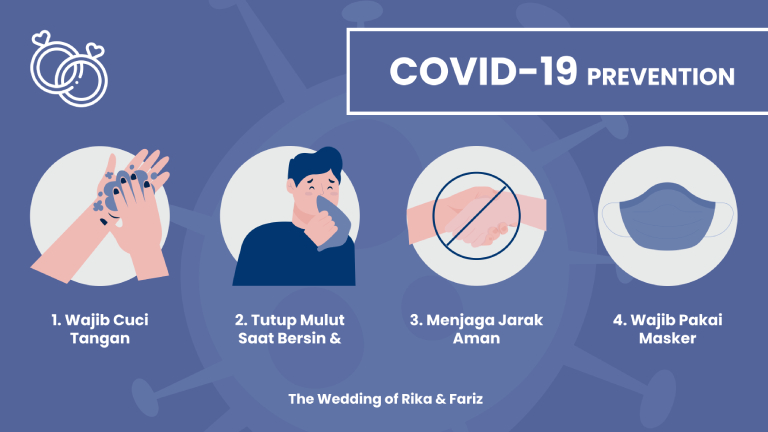 COVID-19 PREVENTION
1. Wajib Cuci
Tangan
2. Tutup Mulut
Saat Bersin &
3. Menjaga Jarak
Aman
4. Wajib Pakai
Masker
The Wedding of Rika & Fariz